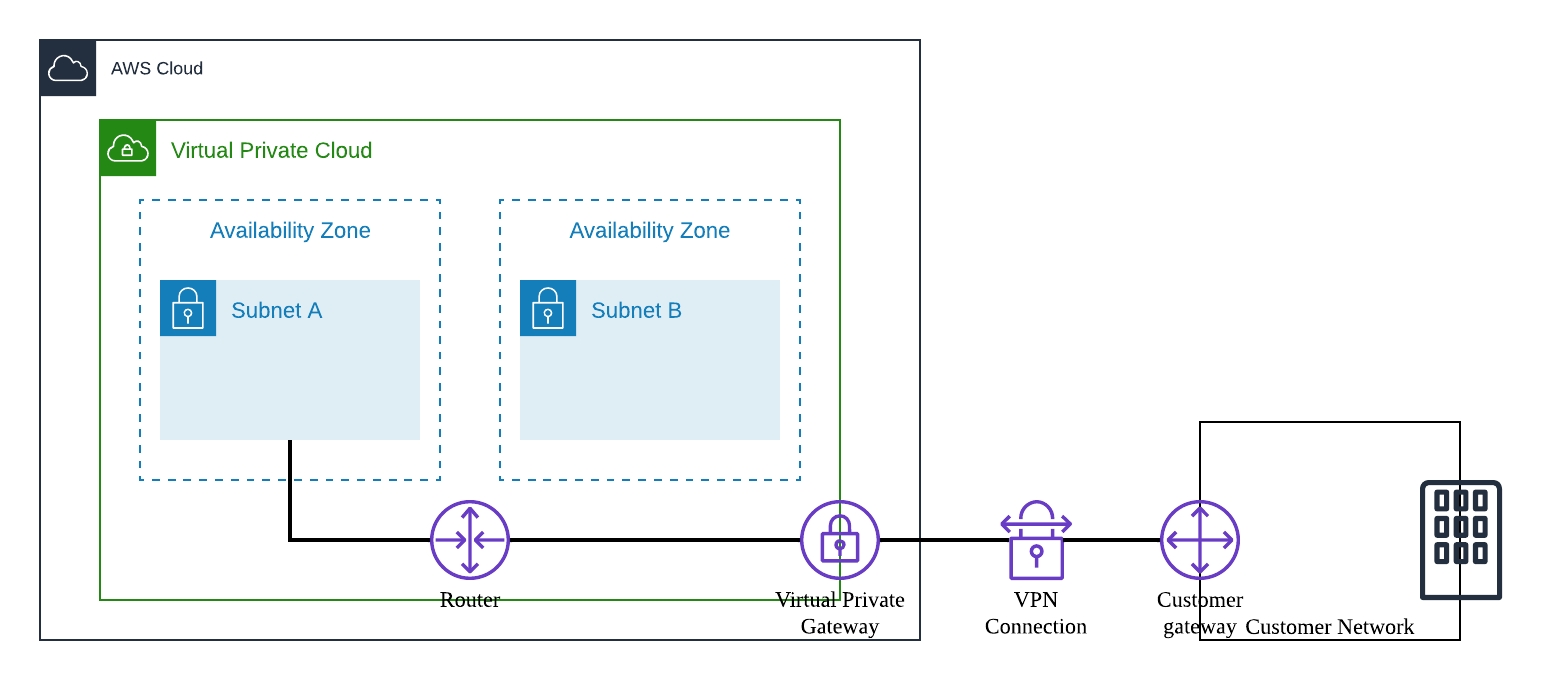 AWS Cloud
Virtual Private Cloud
Availability Zone
Availability Zone
Subnet A
Subnet B
Router
Virtual Private
Gateway
VPN
Connection
Customer
gateway
Customer Network